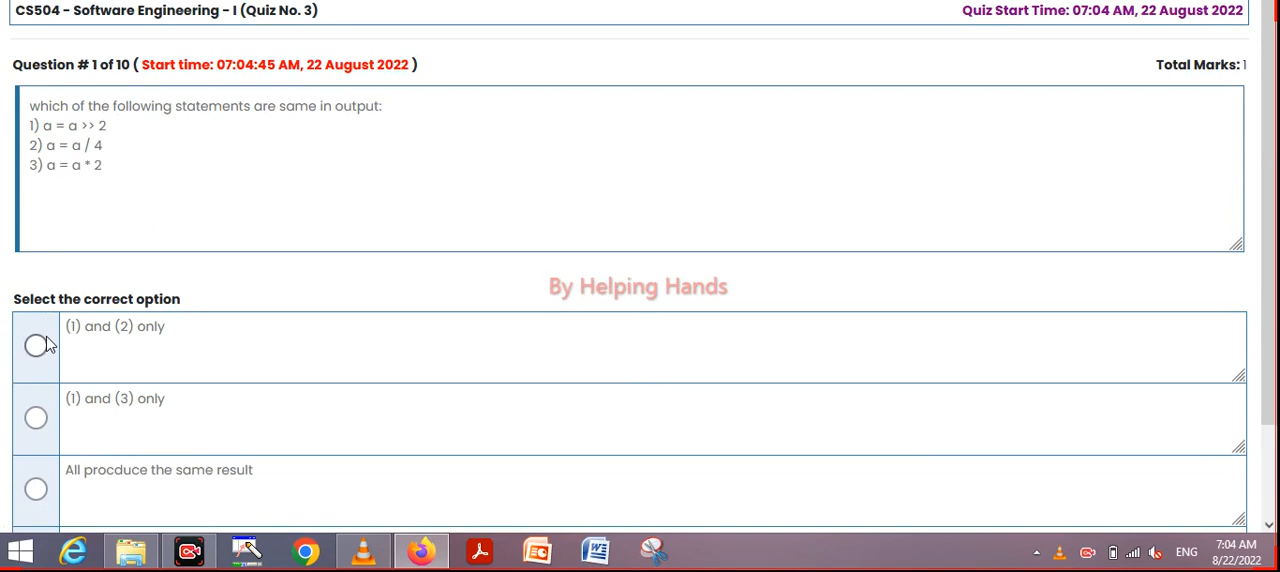 CS504 - Software Engineering - I (Quiz No. 3)
Quiz Start Time: 07:04 AM, 22 August 2022
Question # 1 of 10 ( Start time: 07:04:45 AM, 22 August 2022 )
Total Marks: 1
which of the following statements are same in output:
1) a = a >> 2
2) a = a / 4
3) a = a * 2
By Helping Hands
Select the correct option
(1) and (2) only
(1) and (3) only
All procduce the same result
ENG
7:04 AM
8/22/2022